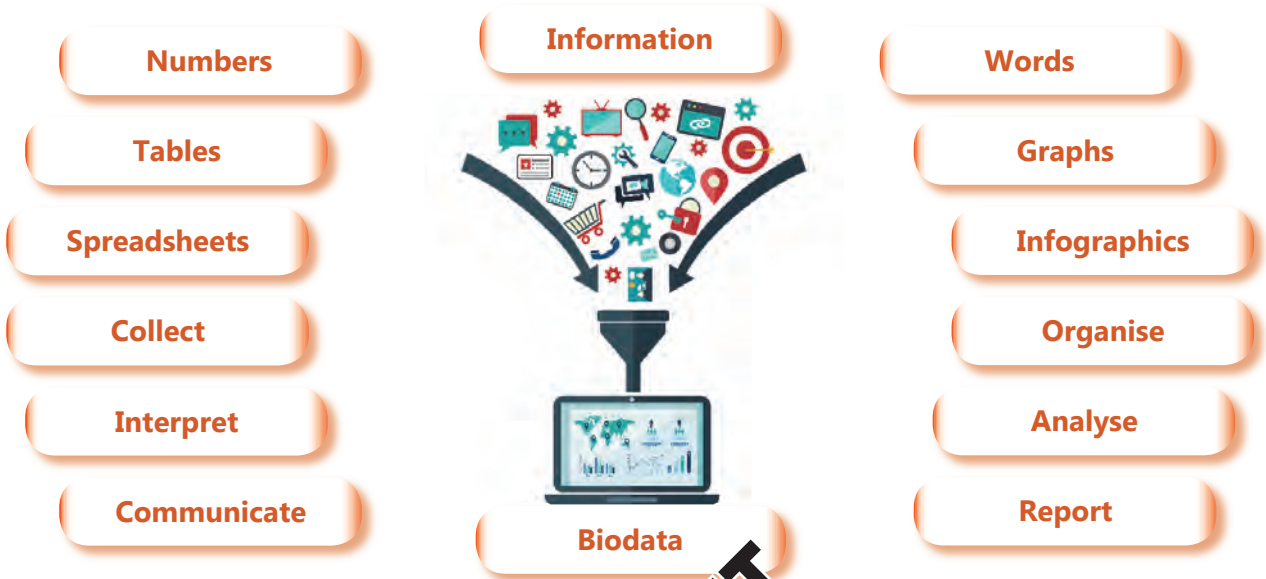 Information
Numbers
Words
Tables
Graphs
Spreadsheets
Infographics
Collect
Organise
Interpret
Analyse
Communicate
Report
Biodata
T